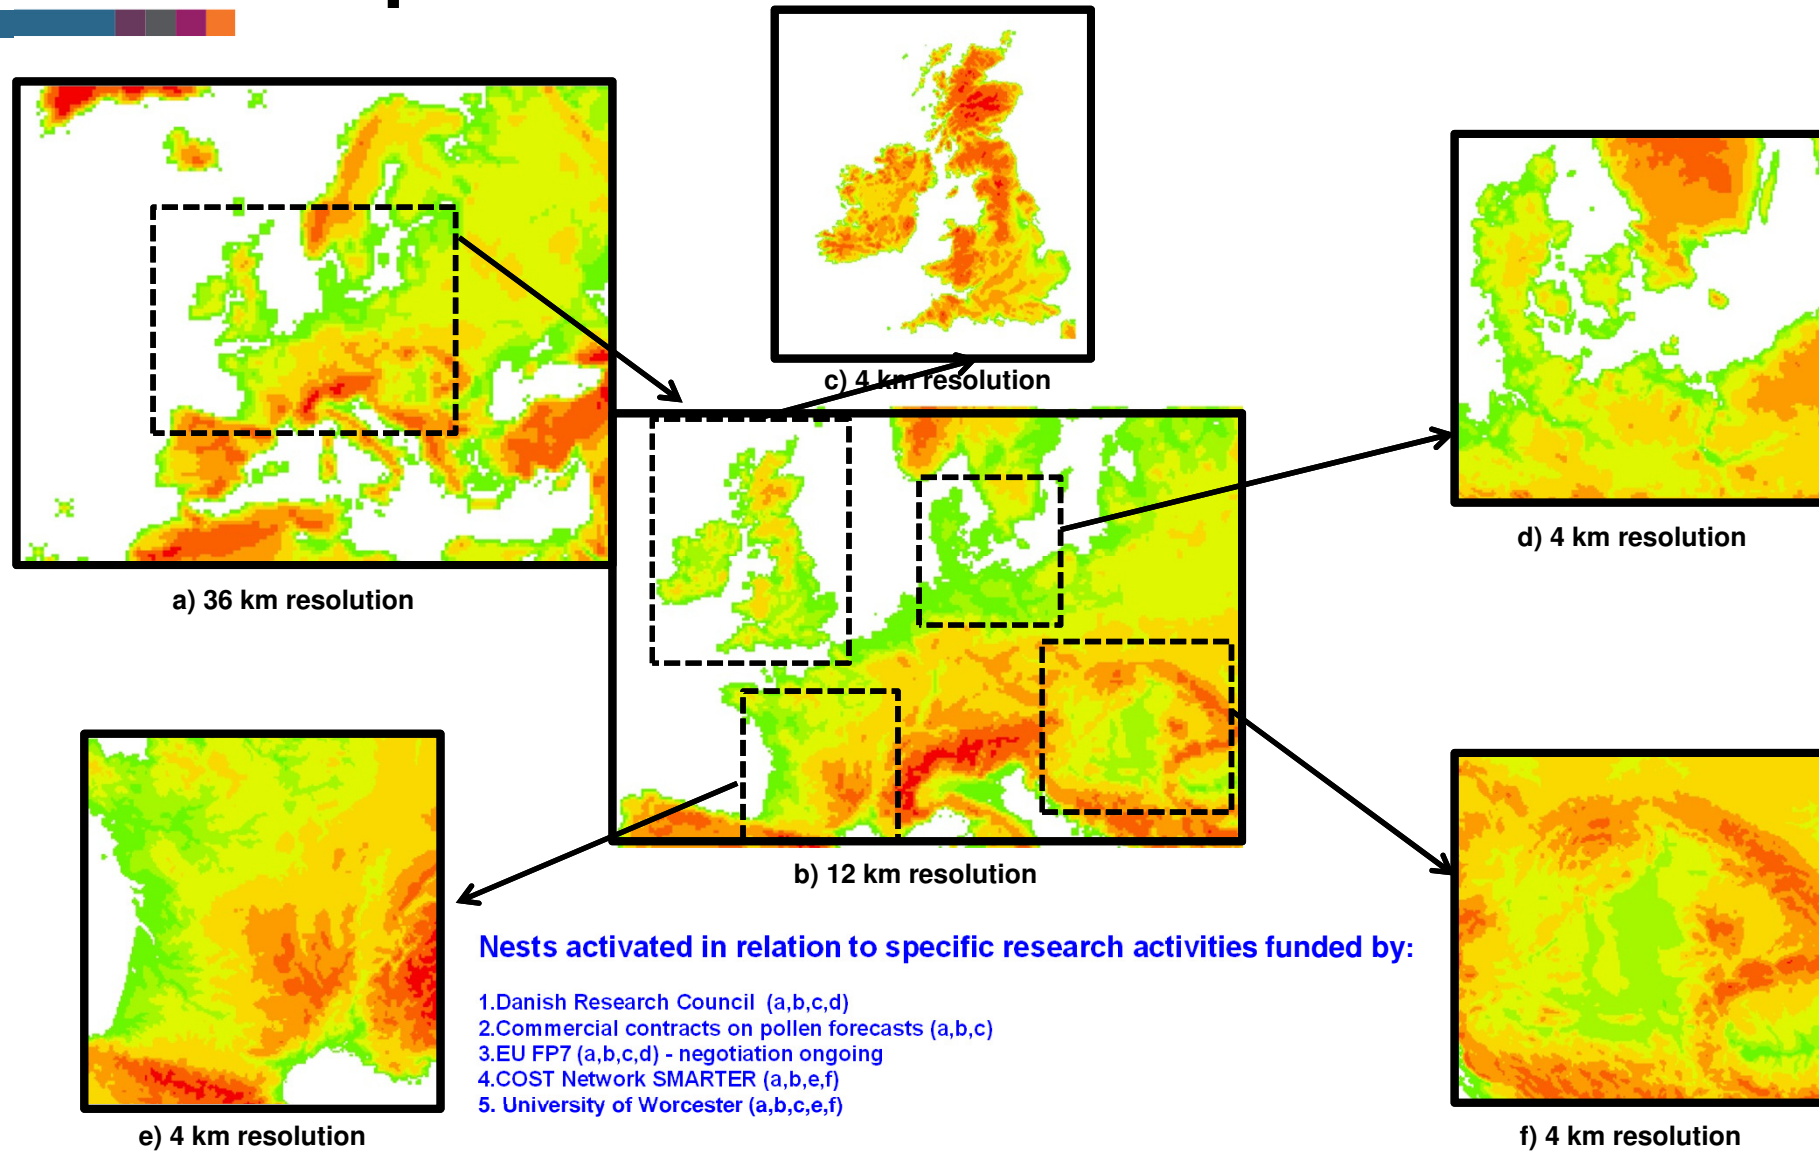 c) 4 km resolution
d) 4 km resolution
a) 36 km resolution
b) 12 km resolution
Nests activated in relation to specific research activities funded by:
1.Danish Research Council (a,b,c,d)
2.Commercial contracts on pollen forecasts (a,b,c)
3.EU FP7 (a,b,c,d) - negotiation ongoing
4.COST Network SMARTER (a,b,e,f)
5. University of Worcester (a,b,c,e,f)
e) 4 km resolution
f) 4 km resolution